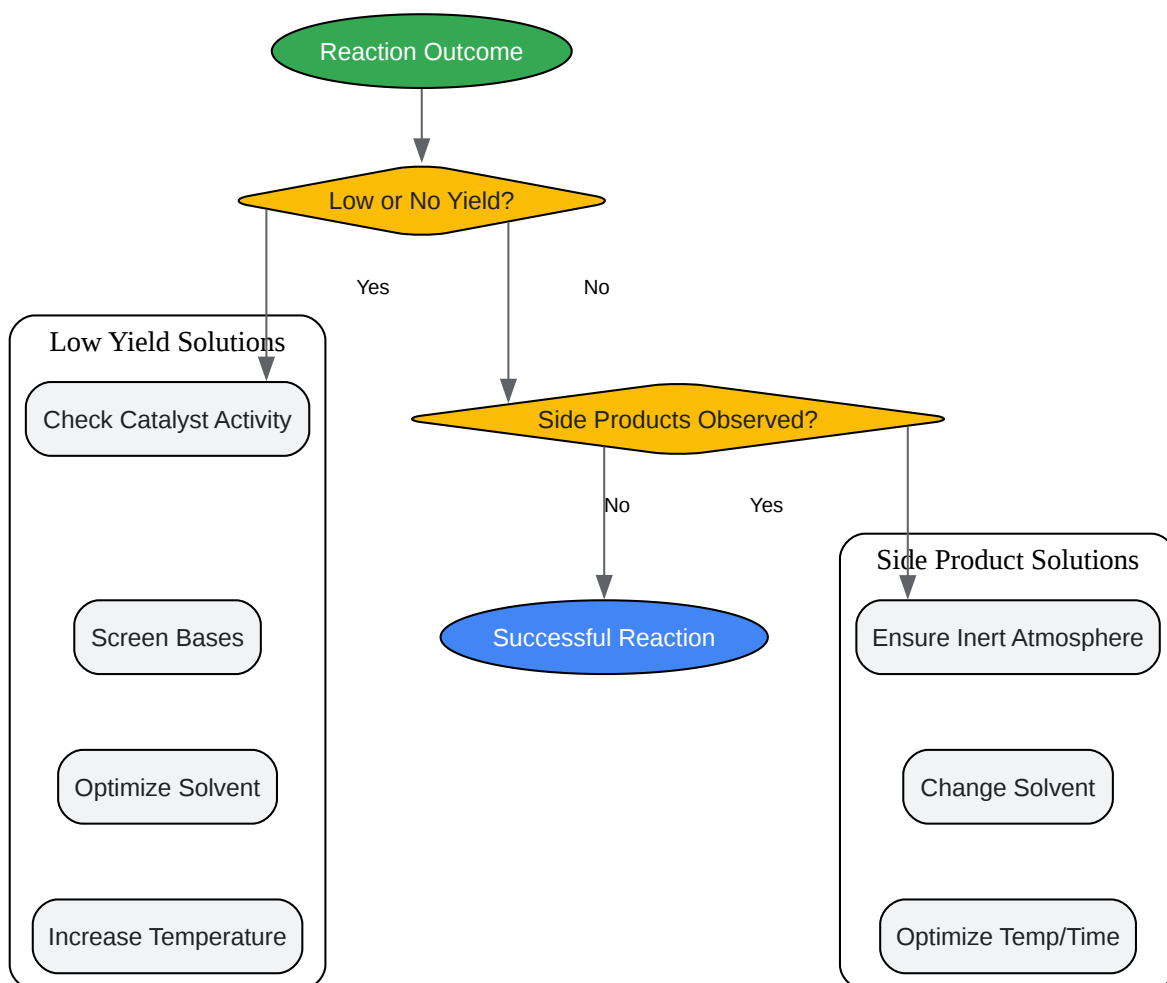 Reaction Outcome
Low or No Yield?
Yes
No
Low Yield Solutions
Check Catalyst Activity
Side Products Observed?
No
Yes
Side Product Solutions
Screen Bases
Successful Reaction
Ensure Inert Atmosphere
Optimize Solvent
Change Solvent
Increase Temperature
Optimize Temp/Time